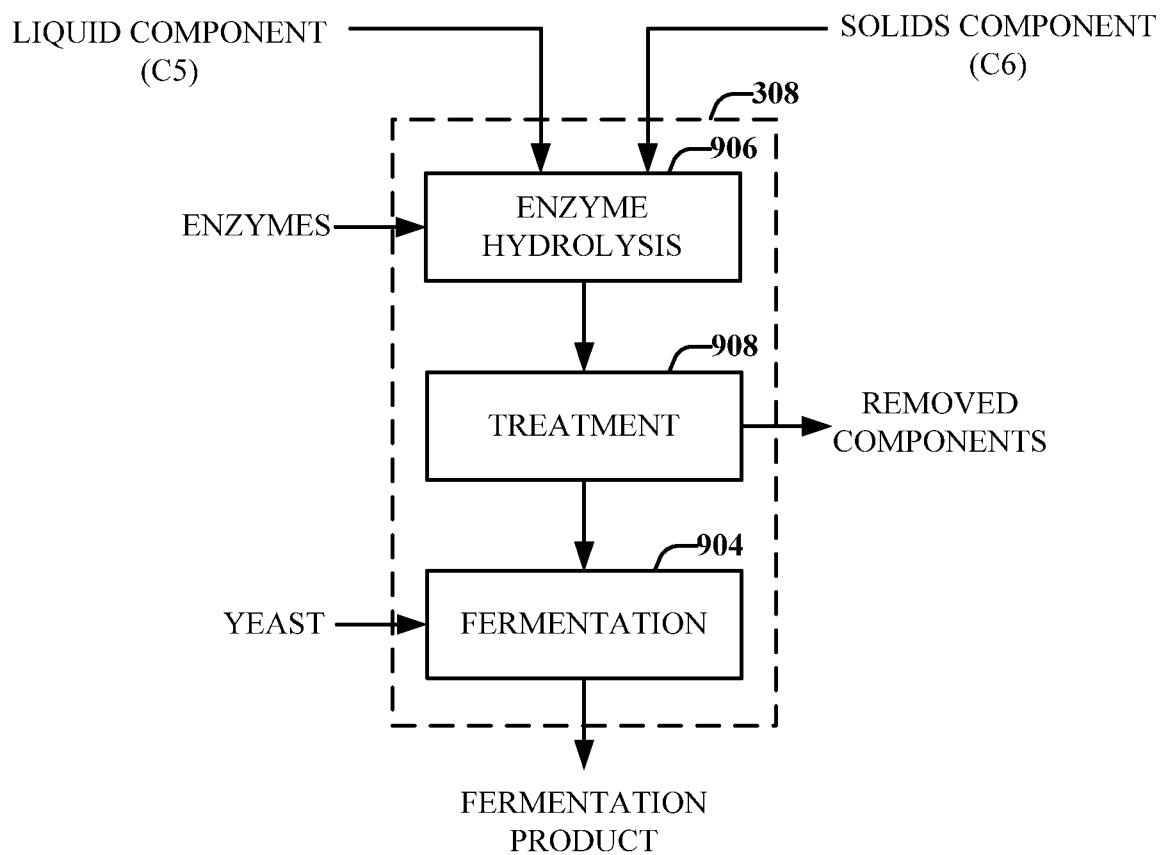 LIQUID COMPONENT
(C5)
SOLIDS COMPONENT
(C6)
308
906
ENZYMES
ENZYME
HYDROLYSIS
908
TREATMENT
REMOVED
COMPONENTS
904
YEAST
FERMENTATION
FERMENTATION
PRODUCT